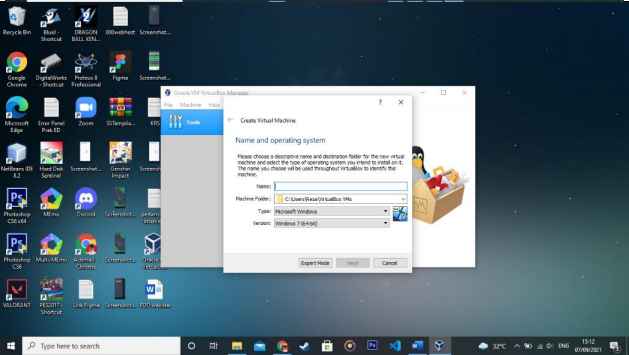 Recycle Bin
BlueJ -
Shortcut
DRAGON
BALL XEN...
000webhost
Screenshot...
Google
Chrome
DigitalWorks
- Shortcut
Proteus 8
Professional
Figma
Screenshot...
Microsoft
Edge
Error Panel
Prak ED
Zoom
SSTampila...
KRS
NetBeans IDE
8.2
Hard Disk
Sentinel
Screenshot...
Genshin
Impact
Screensh
Photoshop
CS6 x64
MEmu
Discord
Screenshot...
pertany
Photoshop
CS6
Multi-MEmu
Achmad -
Chrome
Screenshot...
Oracle
VirtualBox
VALORANT
PES2017 -
Shortcut
Link Figma
Screenshot...
PDD webinar
Oracle VM VirtualBox Manager
File Machine Help
Tools
? ×
Create Virtual Machine
Name and operating system
Please choose a descriptive name and destination folder for the new virtual
machine and select the type of operating system you intend to install on it.
The name you choose will be used throughout VirtualBox to identify the
machine.
Name:
Machine Folder: C:\Users\Reza\VirtualBox VMs
Type: Microsoft Windows
Version: Windows 7 (64-bit)
Expert Mode Next Cancel
Type here to search
32°C ENG 15:12
07/09/2021